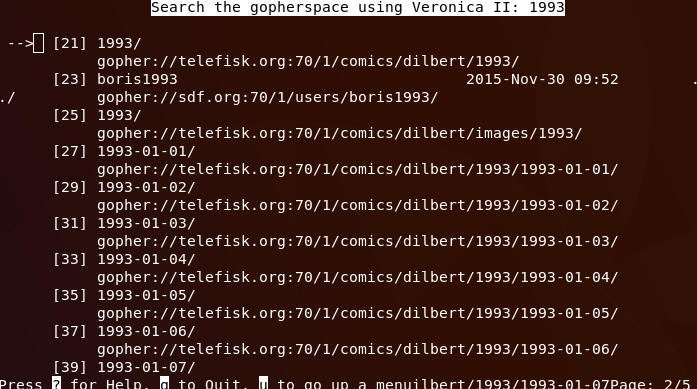 Search the gopherspace using Veronica II: 1993
--> [21] 1993/
gopher://telefisk.org:70/1/comics/dilbert/1993/
[23] boris1993 2015-Nov-30 09:52 .
./ gopher://sdf.org:70/1/users/boris1993/
[25] 1993/
gopher://telefisk.org:70/1/comics/dilbert/images/1993/
[27] 1993-01-01/
gopher://telefisk.org:70/1/comics/dilbert/1993/1993-01-01/
[29] 1993-01-02/
gopher://telefisk.org:70/1/comics/dilbert/1993/1993-01-02/
[31] 1993-01-03/
gopher://telefisk.org:70/1/comics/dilbert/1993/1993-01-03/
[33] 1993-01-04/
gopher://telefisk.org:70/1/comics/dilbert/1993/1993-01-04/
[35] 1993-01-05/
gopher://telefisk.org:70/1/comics/dilbert/1993/1993-01-05/
[37] 1993-01-06/
gopher://telefisk.org:70/1/comics/dilbert/1993/1993-01-06/
[39] 1993-01-07/
Press ? for Help, q to Quit, u to go up a menuilbert/1993/1993-01-07Page: 2/5